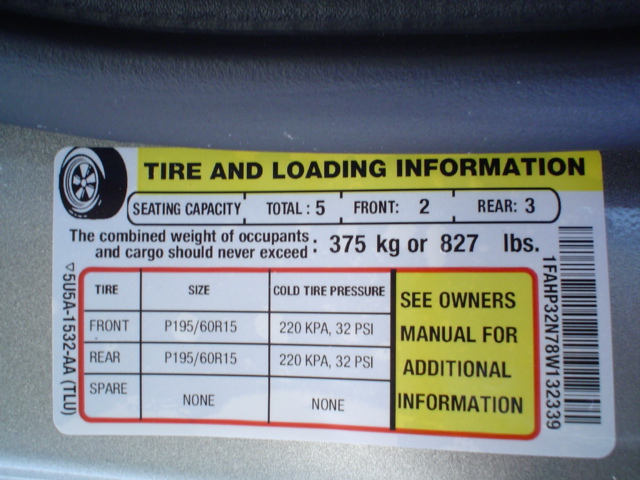 TIRE AND LOADING INFORMATION
SEATING CAPACITY TOTAL : 5 FRONT: 2 REAR: 3
The combined weight of occupants and cargo should never exceed : 375 kg or 827 lbs.
TIRE SIZE COLD TIRE PRESSURE
FRONT P195/60R15 220 KPA, 32 PSI
REAR P195/60R15 220 KPA, 32 PSI
SPARE NONE NONE
SEE OWNERS
MANUAL FOR
ADDITIONAL
INFORMATION
5U5A-1532-AA (TLU)
1FAHP32N78W132339